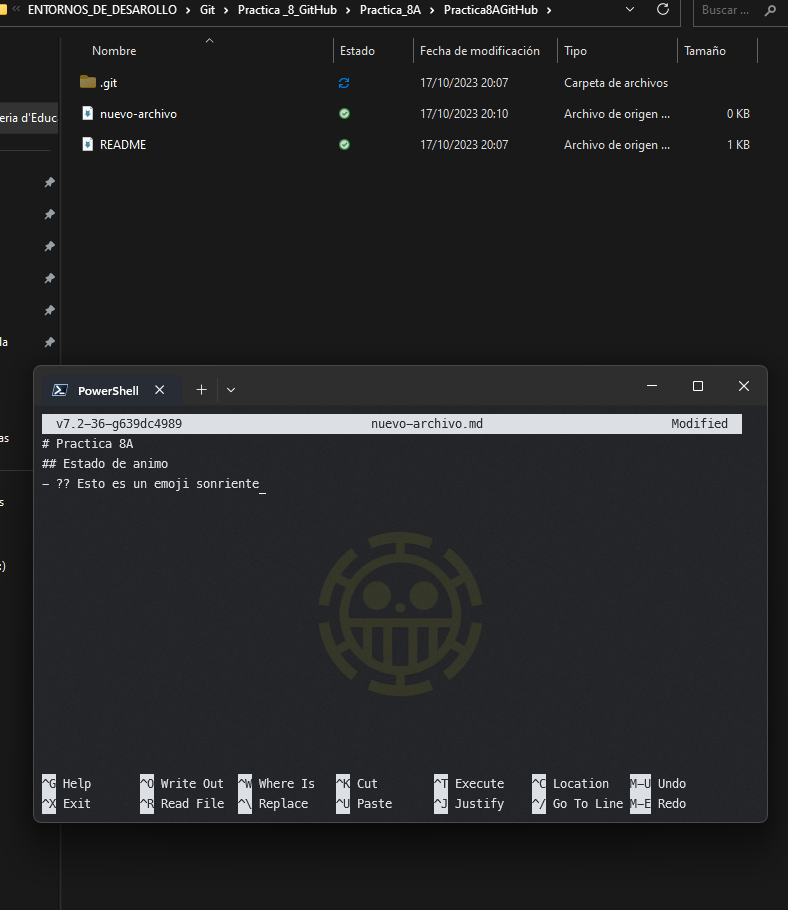 ENTORNOS_DE_DESAROLLO > Git > Practica _8_GitHub > Practica_8A > Practica8AGitHub >
Buscar ...
Nombre Estado Fecha de modificación Tipo Tamaño
.git 17/10/2023 20:07 Carpeta de archivos
eria d'Educa
nuevo-archivo 17/10/2023 20:10 Archivo de origen ... 0 KB
README 17/10/2023 20:07 Archivo de origen ... 1 KB
la
as
s
:)
PowerShell
v7.2-36-g639dc4989 nuevo-archivo.md Modified
# Practica 8A
## Estado de animo
- ?? Esto es un emoji sonriente_
^G Help ^O Write Out ^W Where Is ^K Cut ^T Execute ^C Location M-U Undo
^X Exit ^R Read File ^\ Replace ^U Paste ^J Justify ^/ Go To Line M-E Redo